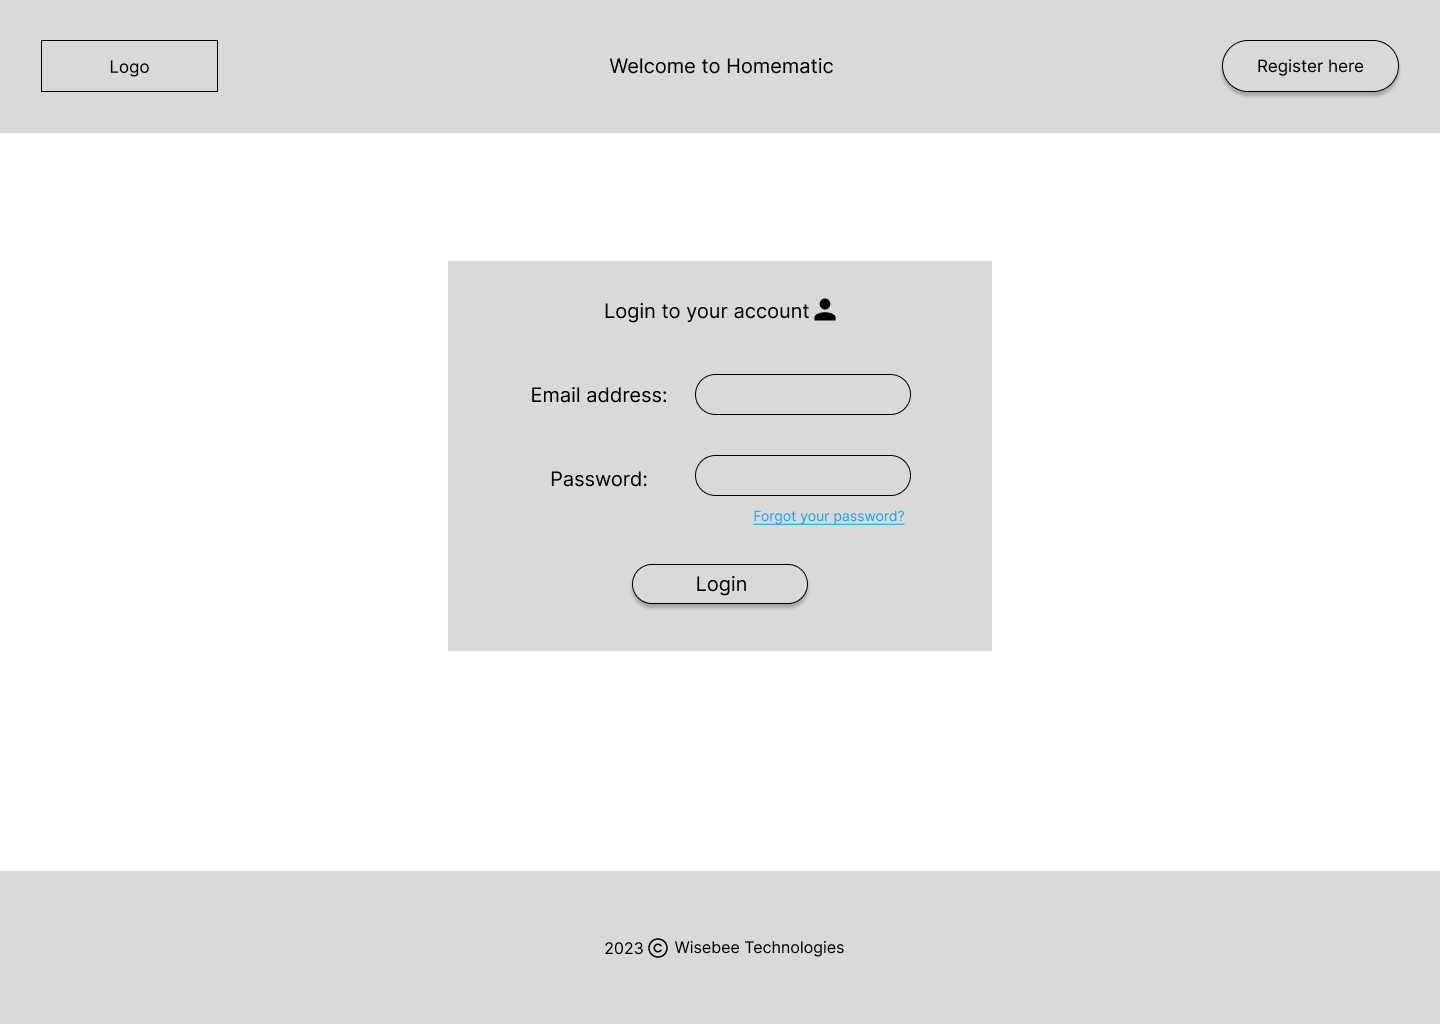 Logo
Welcome to Homematic
Register here
Login to your account
Email address:
Password:
Forgot your password?
Login
2023 © Wisebee Technologies